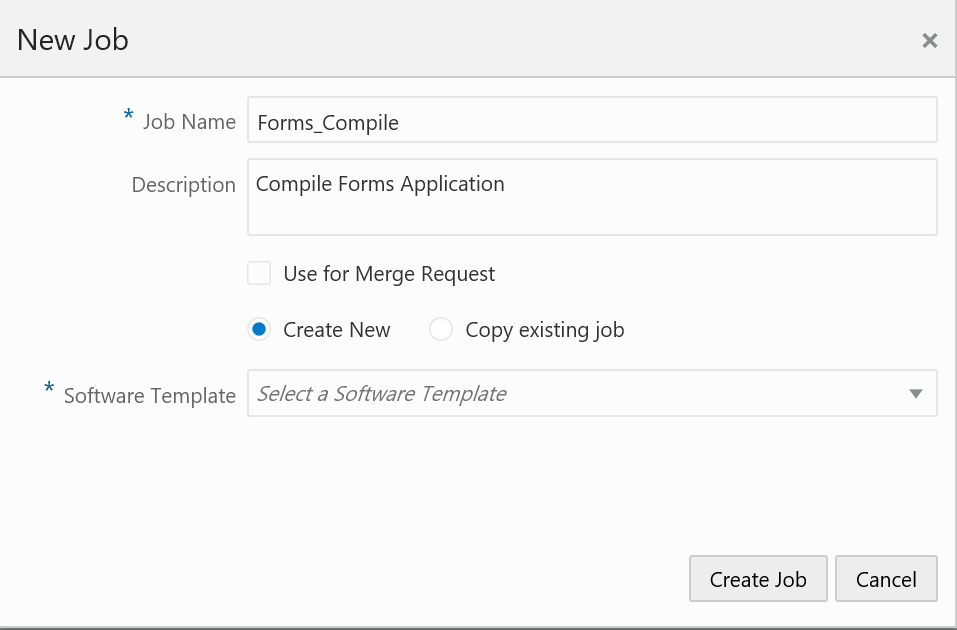 New Job
* Job Name Forms_Compile
Description Compile Forms Application
Use for Merge Request
Create New Copy existing job
* Software Template Select a Software Template
Create Job Cancel